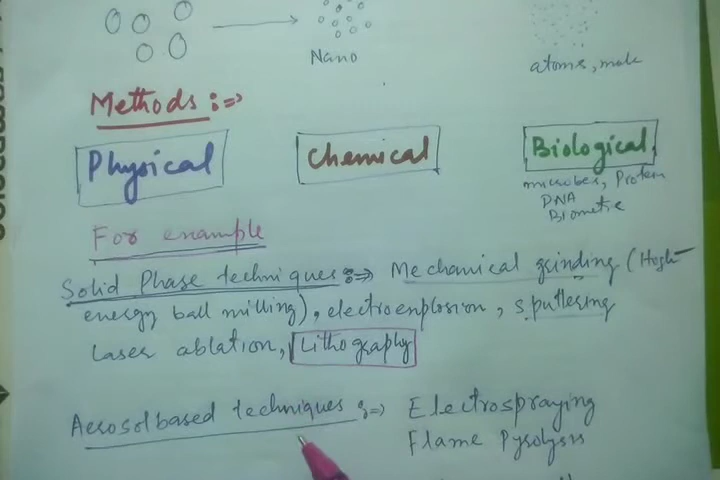 Nano
atoms, mole
Methods :=>
Physical Chemical Biological
microbes, Protein
DNA
Biometic
For example
Solid Phase techniques :=> Mechanical grinding (High-
energy ball milling), electroexplosion, sputtering
laser ablation, Lithography
Aerosol based techniques :=> Electrospraying
Flame Pyrolysis